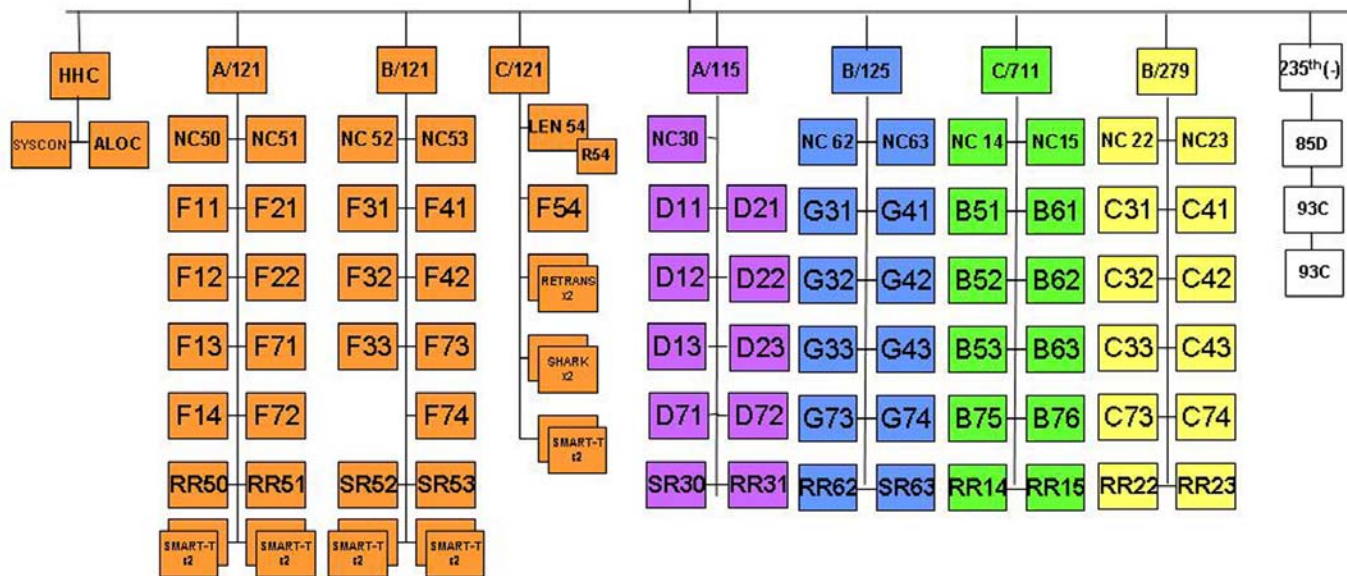 HHC
A/121
B/121
C/121
A/115
B/125
C/711
B/279
235th(-)
SYSCON
ALOC
NC50
NC51
NC 52
NC53
LEN 54
R54
NC30
NC 62
NC63
NC 14
NC15
NC 22
NC23
85D
F11
F21
F31
F41
F54
D11
D21
G31
G41
B51
B61
C31
C41
93C
F12
F22
F32
F42
RETRANS
x2
D12
D22
G32
G42
B52
B62
C32
C42
93C
F13
F71
F33
F73
SHARK
x2
D13
D23
G33
G43
B53
B63
C33
C43
F14
F72
F74
SMART-T
x2
D71
D72
G73
G74
B75
B76
C73
C74
RR50
RR51
SR52
SR53
SR30
RR31
RR62
SR63
RR14
RR15
RR22
RR23
SMART-T
x2
SMART-T
x2
SMART-T
x2
SMART-T
x2